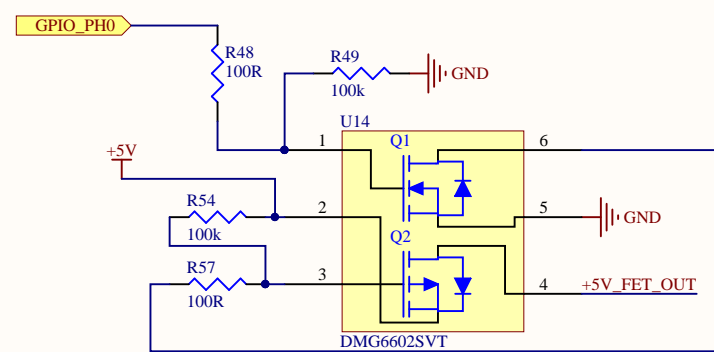 GPIO_PH0
R48
100R
R49
100k
GND
U14
+5V
1
Q1
6
R54
100k
2
5
GND
Q2
R57
100R
3
4
+5V_FET_OUT
DMG6602SVT